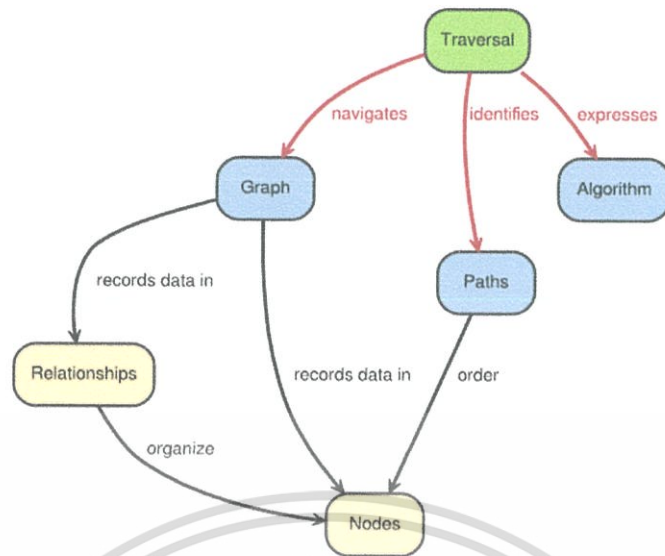 Traversal
navigates
identifies
expresses
Graph
Algorithm
records data in
Paths
Relationships
records data in
order
organize
Nodes